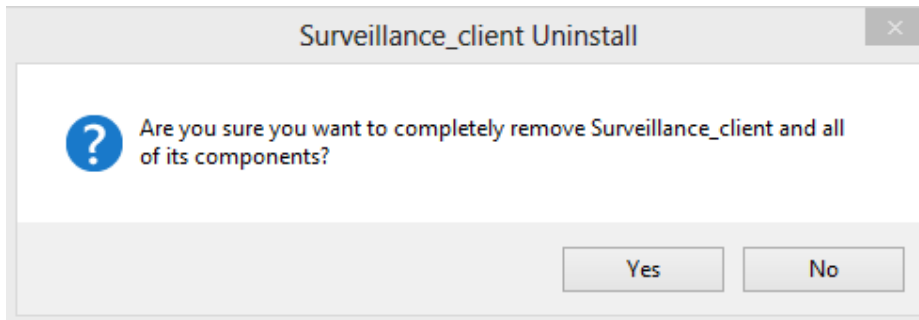 Surveillance_client Uninstall
Are you sure you want to completely remove Surveillance_client and all
of its components?
Yes
No